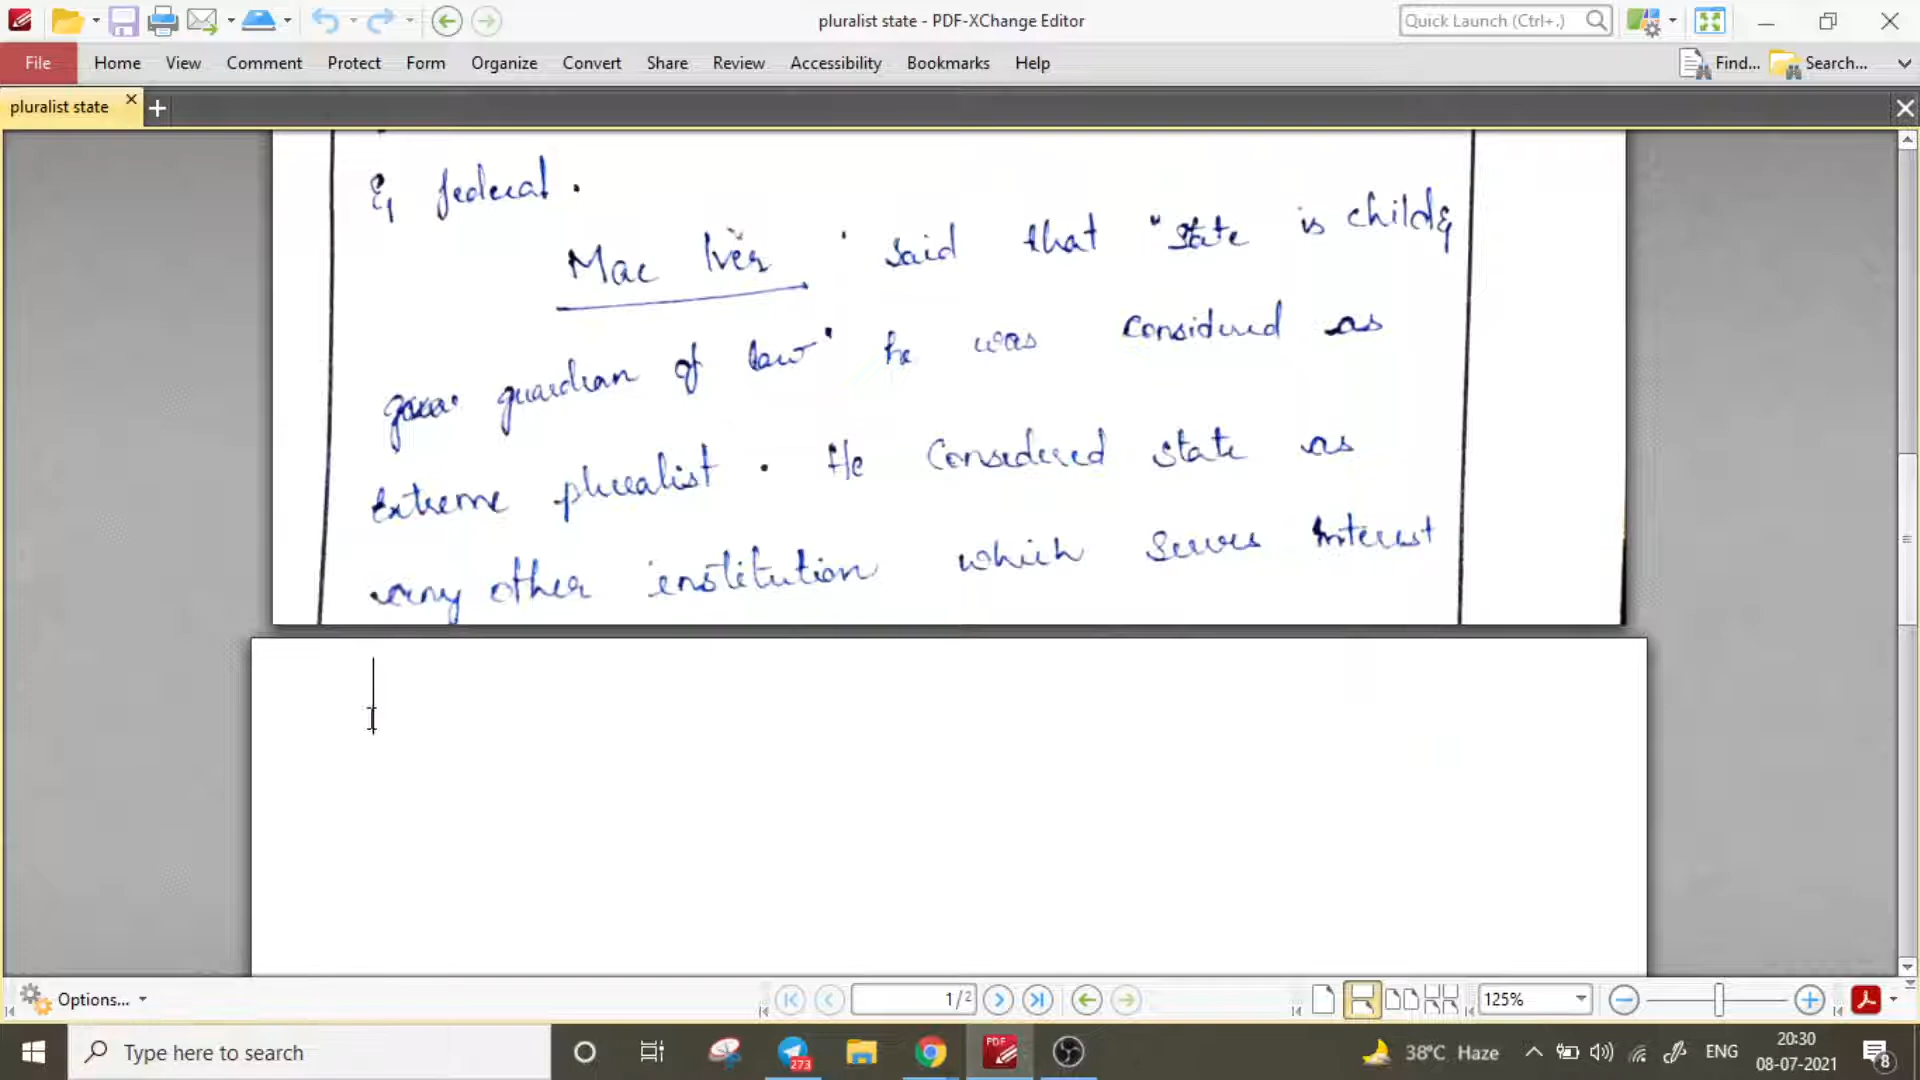 pluralist state - PDF-XChange Editor
Quick Launch (Ctrl+.)
File Home View Comment Protect Form Organize Convert Share Review Accessibility Bookmarks Help Find... Search...
pluralist state
& federal .
Mac Iver said that "State is child &
guardian of law" he was considered as
extreme pluralist . He considered state as
any other institution which serves interest
Options... 1/2 125%
Type here to search
273
PDF
38°C Haze
ENG
20:30
08-07-2021
8